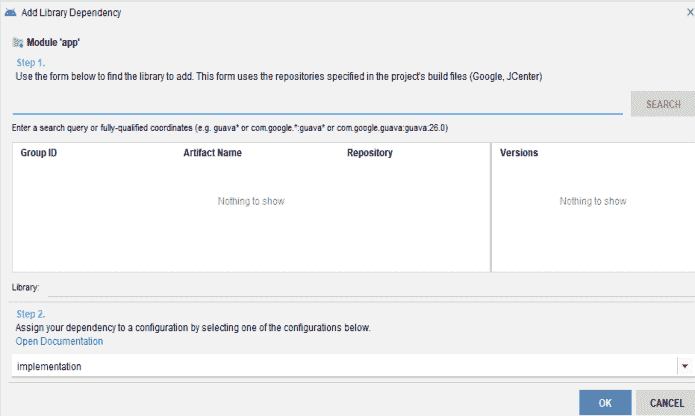 Add Library Dependency
Module 'app'
Step 1.
Use the form below to find the library to add. This form uses the repositories specified in the project's build files (Google, JCenter)
SEARCH
Enter a search query or fully-qualified coordinates (e.g. guava* or com.google.*:guava* or com.google.guava:guava:26.0)
Group ID Artifact Name Repository Versions
Nothing to show Nothing to show
Library:
Step 2.
Assign your dependency to a configuration by selecting one of the configurations below.
Open Documentation
implementation
OK CANCEL